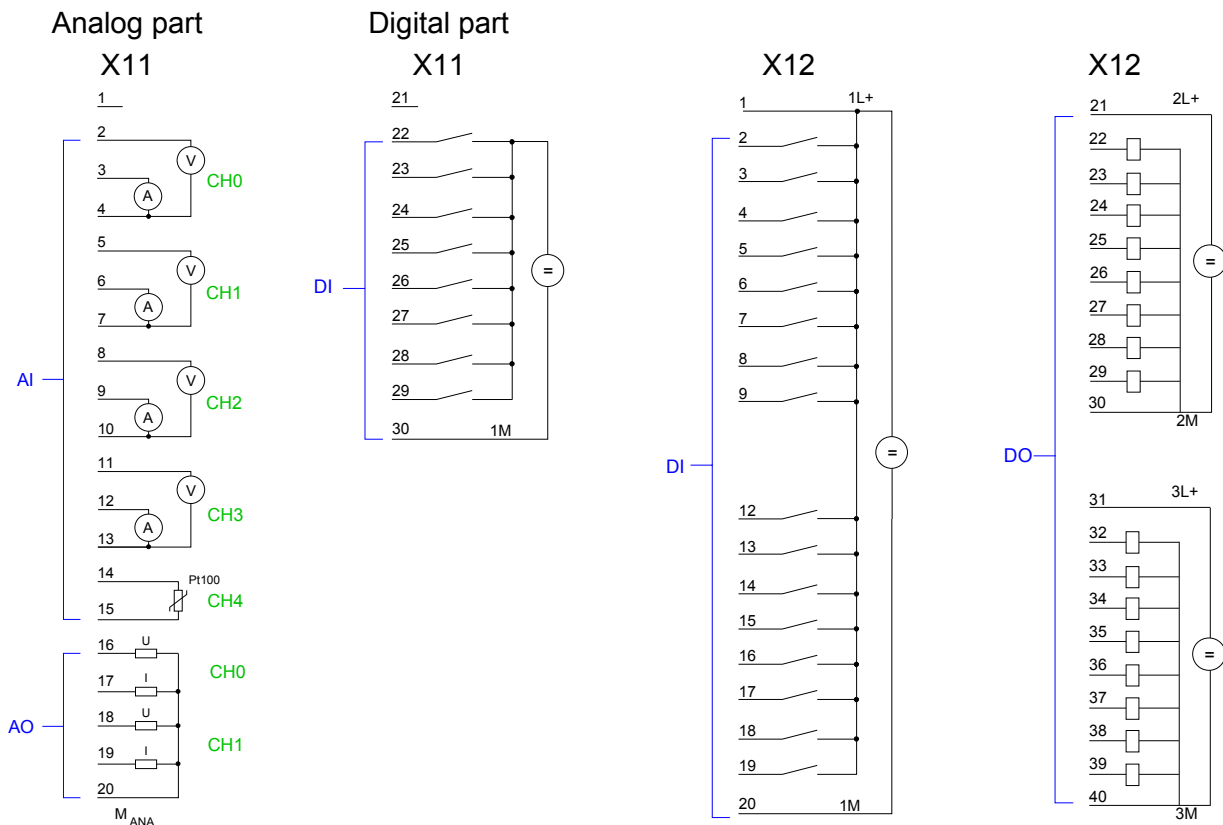 Analog part
X11
1
2
V
3
A
CH0
4
5
V
6
A
CH1
7
8
V
AI
9
A
CH2
10
11
V
12
A
CH3
13
14
Pt100
CH4
15
16
U
CH0
17
I
AO
18
U
CH1
19
I
20
M ANA
Digital part
X11
21
22
23
24
25
DI
26
=
27
28
29
30
1M
X12
1
1L+
2
3
4
5
6
7
8
9
DI
=
12
13
14
15
16
17
18
19
20
1M
X12
21
2L+
22
23
24
25
=
26
27
28
29
30
2M
DO
31
3L+
32
33
34
35
=
36
37
38
39
40
3M